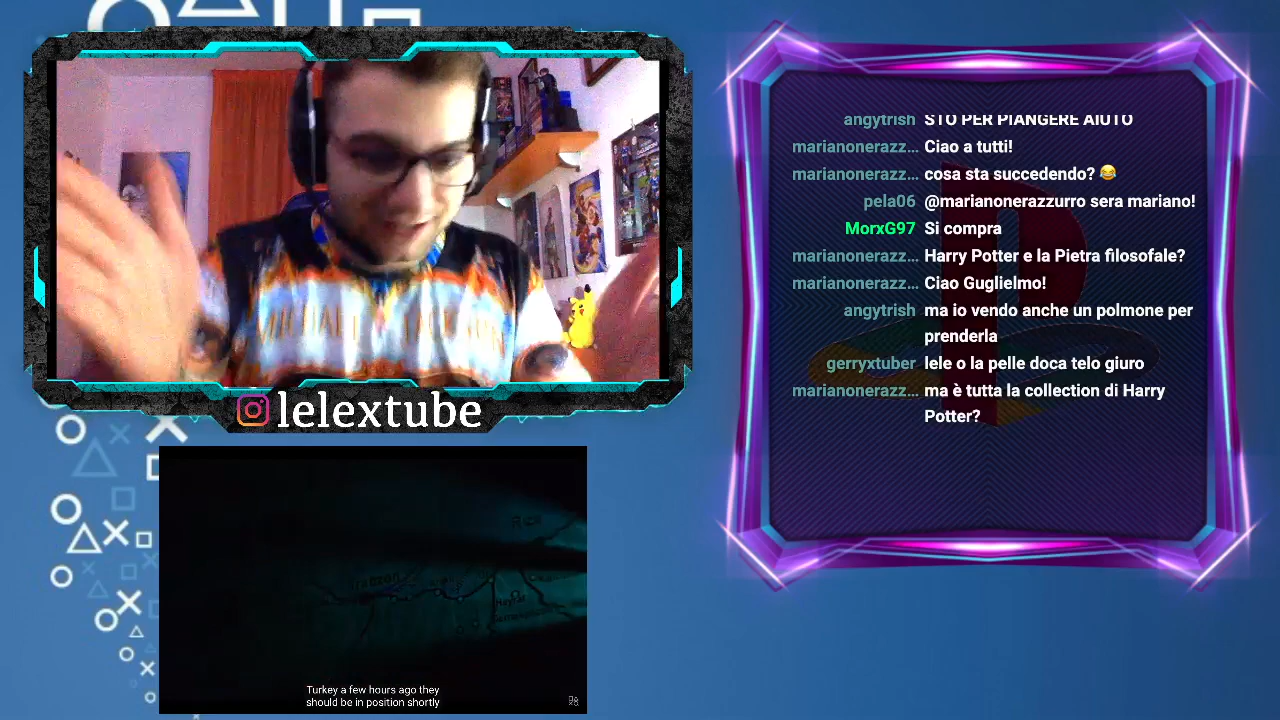 MICHAEL JACKSON
lelextube
angytrish STO PER PIANGERE AIUTO
marianonerazz... Ciao a tutti!
marianonerazz... cosa sta succedendo? 😂
pela06 @marianonerazzurro sera mariano!
MorxG97 Si compra
marianonerazz... Harry Potter e la Pietra filosofale?
marianonerazz... Ciao Guglielmo!
angytrish ma io vendo anche un polmone per
prenderla
gerryxtuber lele o la pelle doca telo giuro
marianonerazz... ma è tutta la collection di Harry
Potter?
Turkey a few hours ago they
should be in position shortly